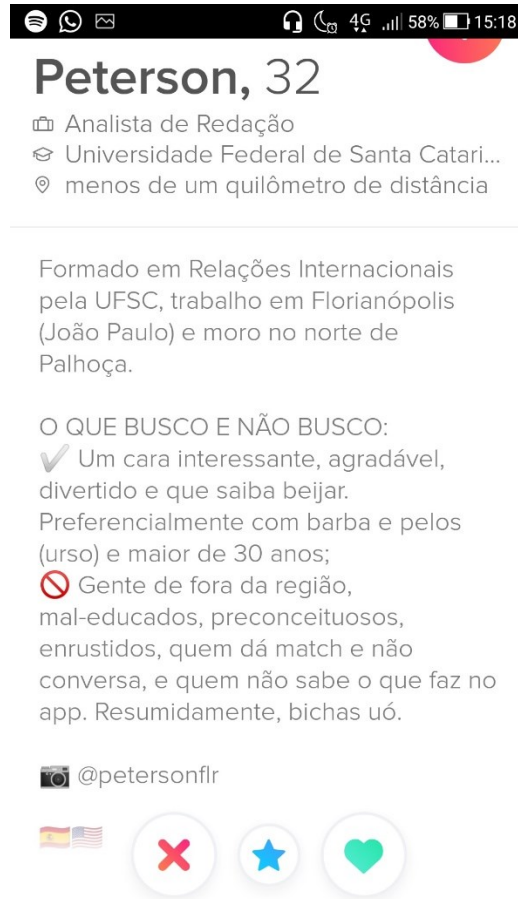 4G 58% 15:18
Peterson, 32
Analista de Redação
Universidade Federal de Santa Catari...
menos de um quilômetro de distância
Formado em Relações Internacionais
pela UFSC, trabalho em Florianópolis
(João Paulo) e moro no norte de
Palhoça.
O QUE BUSCO E NÃO BUSCO:
✔️ Um cara interessante, agradável,
divertido e que saiba beijar.
Preferencialmente com barba e pelos
(urso) e maior de 30 anos;
🚫 Gente de fora da região,
mal-educados, preconceituosos,
enrustidos, quem dá match e não
conversa, e quem não sabe o que faz no
app. Resumidamente, bichas uó.
📷 @petersonflr
🇪🇸🇺🇸